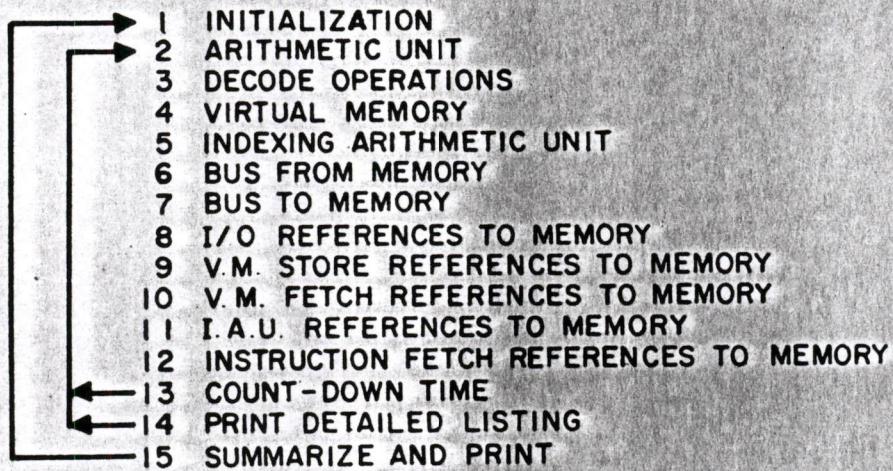 1 INITIALIZATION
2 ARITHMETIC UNIT
3 DECODE OPERATIONS
4 VIRTUAL MEMORY
5 INDEXING ARITHMETIC UNIT
6 BUS FROM MEMORY
7 BUS TO MEMORY
8 I/O REFERENCES TO MEMORY
9 V.M. STORE REFERENCES TO MEMORY
10 V.M. FETCH REFERENCES TO MEMORY
11 I.A.U. REFERENCES TO MEMORY
12 INSTRUCTION FETCH REFERENCES TO MEMORY
13 COUNT-DOWN TIME
14 PRINT DETAILED LISTING
15 SUMMARIZE AND PRINT